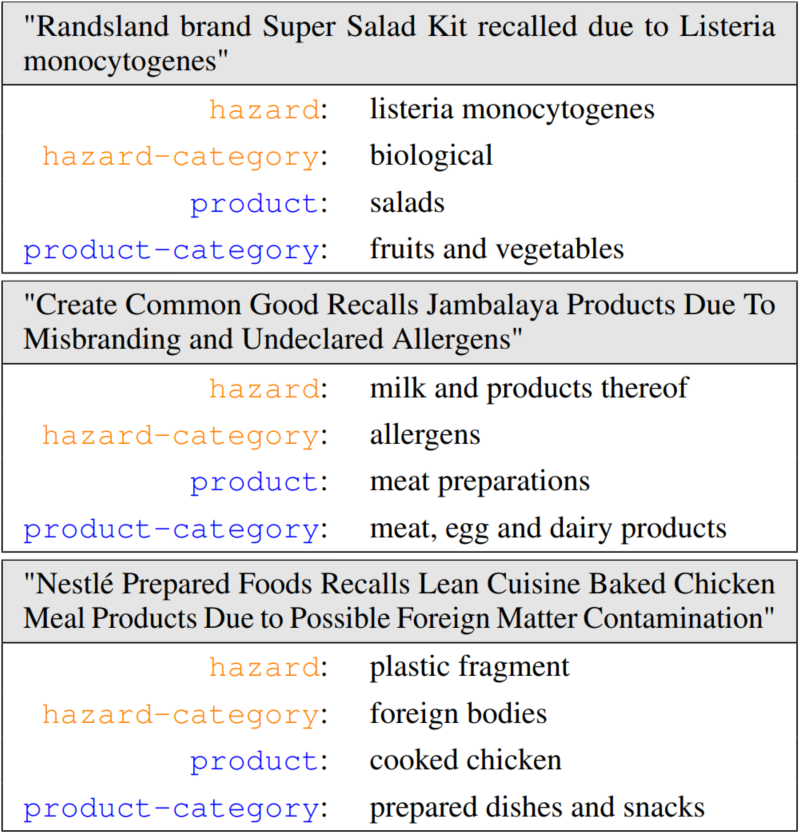 "Randsland brand Super Salad Kit recalled due to Listeria
monocytogenes"
hazard: listeria monocytogenes
hazard-category: biological
product: salads
product-category: fruits and vegetables
"Create Common Good Recalls Jambalaya Products Due To
Misbranding and Undeclared Allergens"
hazard: milk and products thereof
hazard-category: allergens
product: meat preparations
product-category: meat, egg and dairy products
"Nestlé Prepared Foods Recalls Lean Cuisine Baked Chicken
Meal Products Due to Possible Foreign Matter Contamination"
hazard: plastic fragment
hazard-category: foreign bodies
product: cooked chicken
product-category: prepared dishes and snacks